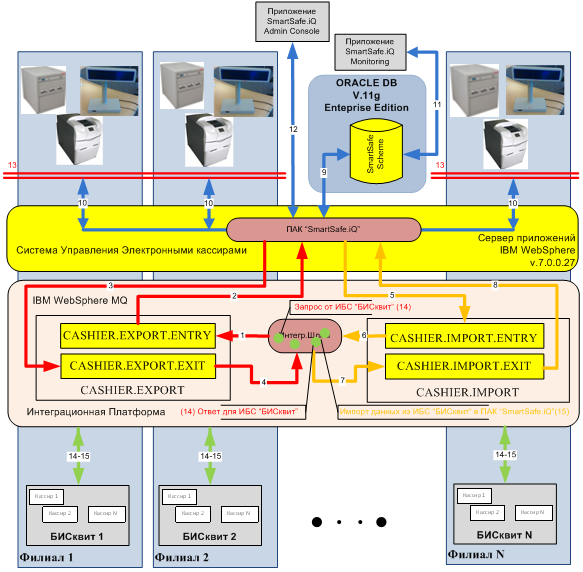 Приложение
SmartSafe.iQ
Admin Console
Приложение
SmartSafe.iQ
Monitoring
ORACLE DB
V.11g
Enteprise Edition
SmartSafe
Scheme
11
12
9
13
13
10
10
10
ПАК “SmartSafe.iQ”
Система Управления Электронными кассирами
Сервер приложений
IBM WebSphere
v.7.0.0.27
3
2
5
8
IBM WebSphere MQ
Запрос от ИБС “БИСквит” (14)
CASHIER.EXPORT.ENTRY
CASHIER.EXPORT.EXIT
CASHIER.EXPORT
1
4
6
7
CASHIER.IMPORT.ENTRY
CASHIER.IMPORT.EXIT
CASHIER.IMPORT
Интеграционная Платформа
(14) Ответ для ИБС “БИСквит”
Импорт данных из ИБС “БИСквит” в ПАК “SmartSafe.iQ”(15)
14-15
14-15
14-15
Кассир 1
Кассир 2
Кассир N
БИСквит 1
Кассир 1
Кассир 2
Кассир N
БИСквит 2
Кассир 1
Кассир 2
Кассир N
БИСквит N
Филиал 1
Филиал 2
Филиал N